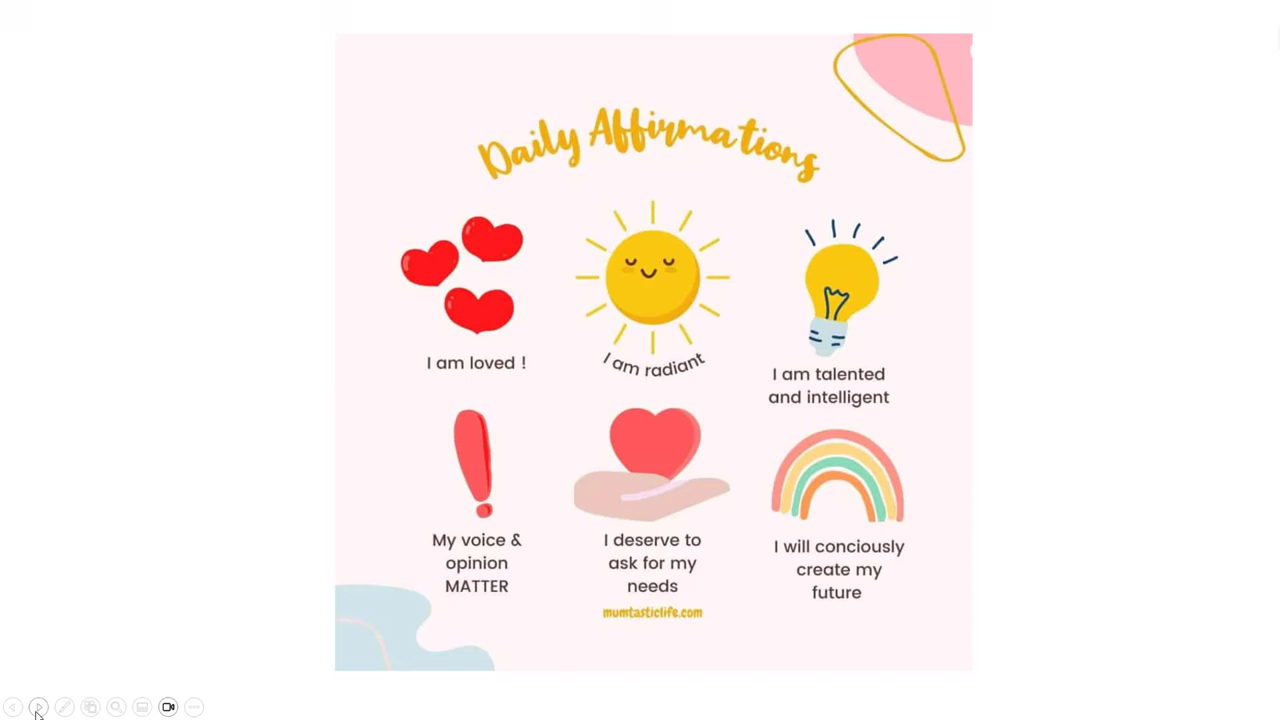 Daily Affirmations
I am loved !
I am radiant
I am talented
and intelligent
My voice &
opinion
MATTER
I deserve to
ask for my
needs
I will conciously
create my
future
mumtasticlife.com